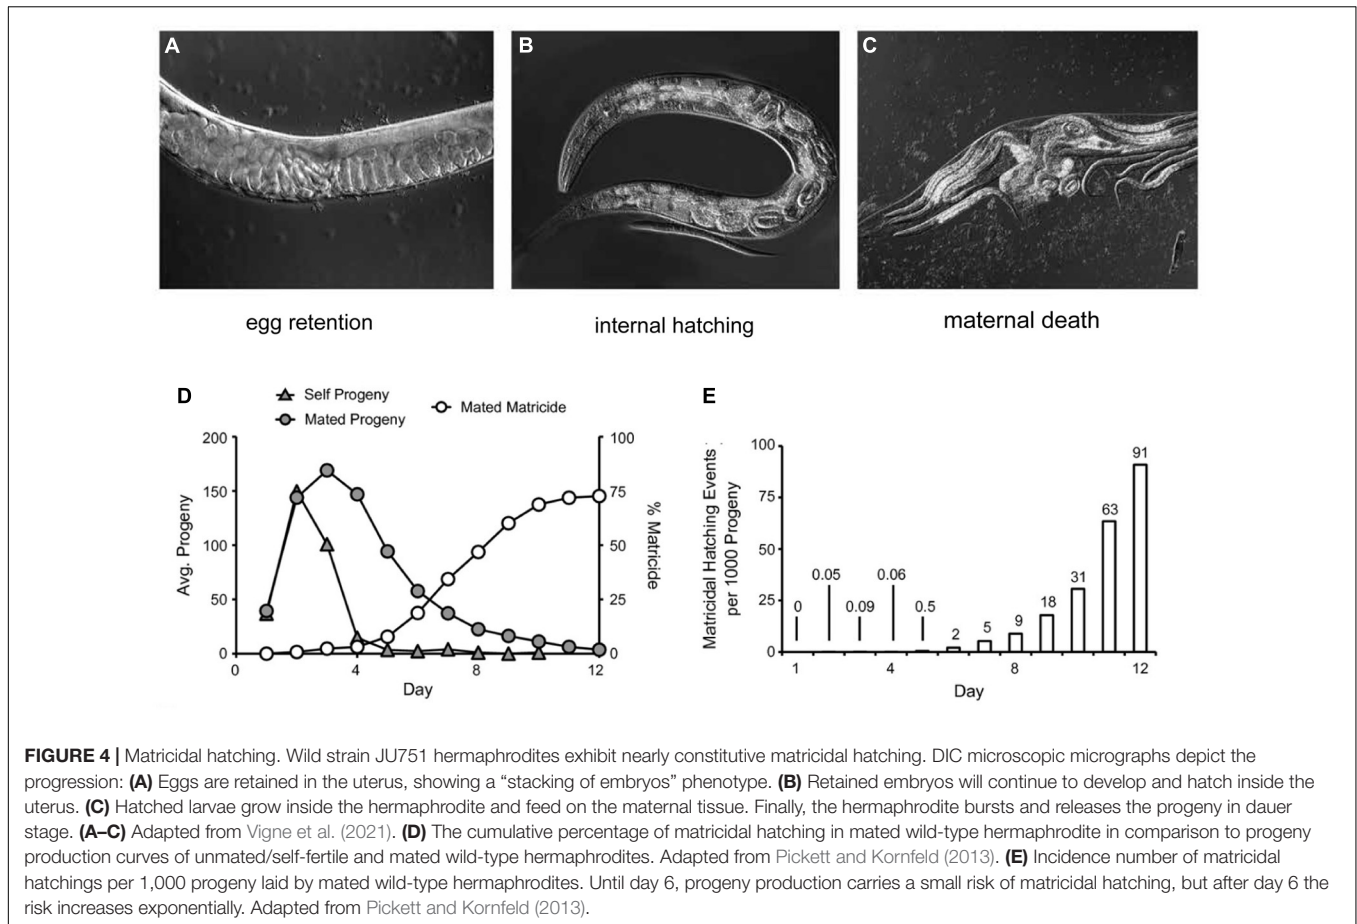 A
B
C
egg retention
internal hatching
maternal death
D
Self Progeny
Mated Progeny
Mated Matricide
200
150
100
50
0
Avg. Progeny
100
75
50
25
0
% Matricide
0
4
8
12
Day
E
Matricidal Hatching Events
per 1000 Progeny
100
75
50
25
0
0
0.05
0.09
0.06
0.5
2
5
9
18
31
63
91
1
4
8
12
Day
FIGURE 4 | Matricidal hatching. Wild strain JU751 hermaphrodites exhibit nearly constitutive matricidal hatching. DIC microscopic micrographs depict the
progression: (A) Eggs are retained in the uterus, showing a “stacking of embryos” phenotype. (B) Retained embryos will continue to develop and hatch inside the
uterus. (C) Hatched larvae grow inside the hermaphrodite and feed on the maternal tissue. Finally, the hermaphrodite bursts and releases the progeny in dauer
stage. (A–C) Adapted from Vigne et al. (2021). (D) The cumulative percentage of matricidal hatching in mated wild-type hermaphrodite in comparison to progeny
production curves of unmated/self-fertile and mated wild-type hermaphrodites. Adapted from Pickett and Kornfeld (2013). (E) Incidence number of matricidal
hatchings per 1,000 progeny laid by mated wild-type hermaphrodites. Until day 6, progeny production carries a small risk of matricidal hatching, but after day 6 the
risk increases exponentially. Adapted from Pickett and Kornfeld (2013).